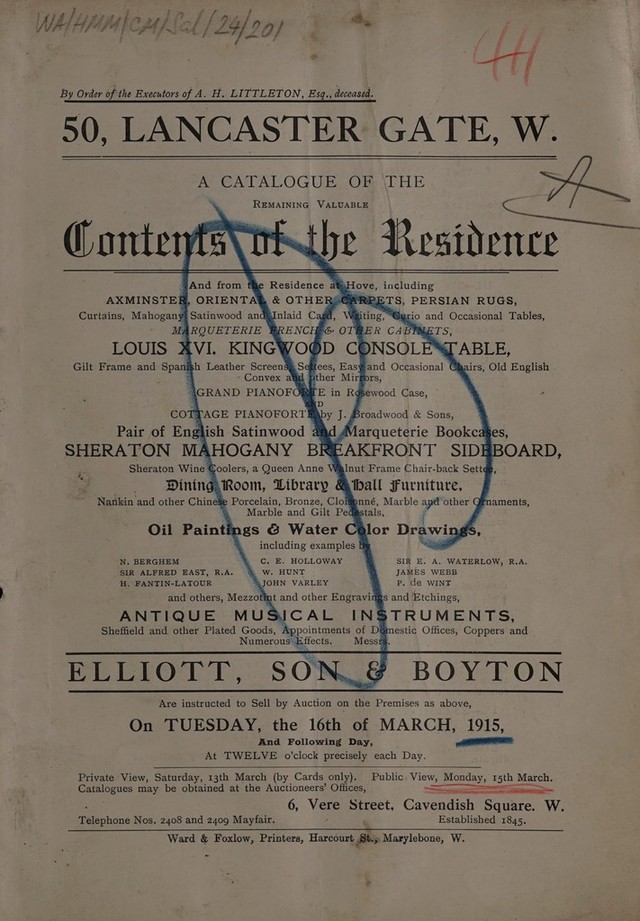 WA/HMM/CM/Sal/24/201
By Order of the Executors of A. H. LITTLETON, Esq., deceased.
50, LANCASTER GATE, W.
A CATALOGUE OF THE
REMAINING VALUABLE
Contents of the Residence
And from the Residence at Hove, including
AXMINSTER, ORIENTAL & OTHER CARPETS, PERSIAN RUGS,
Curtains, Mahogany Satinwood and Inlaid Card, Writing, Curio and Occasional Tables,
MARQUETERIE FRENCH & OTHER CABINETS,
LOUIS XVI. KINGWOOD CONSOLE TABLE,
Gilt Frame and Spanish Leather Screens, Settees, Easy and Occasional Chairs, Old English
Convex and other Mirrors,
GRAND PIANOFORTE in Rosewood Case,
AND
COTTAGE PIANOFORTE by J. Broadwood & Sons,
Pair of English Satinwood and Marqueterie Bookcases,
SHERATON MAHOGANY BREAKFRONT SIDEBOARD,
Sheraton Wine Coolers, a Queen Anne Walnut Frame Chair-back Settee,
Dining Room, Library & Hall Furniture.
Nankin and other Chinese Porcelain, Bronze, Cloisonné, Marble and other Ornaments,
Marble and Gilt Pedestals,
Oil Paintings & Water Color Drawings,
including examples by
N. BERGHEM C. E. HOLLOWAY SIR E. A. WATERLOW, R.A.
SIR ALFRED EAST, R.A. W. HUNT JAMES WEBB
H. FANTIN-LATOUR JOHN VARLEY P. de WINT
and others, Mezzotint and other Engravings and Etchings,
ANTIQUE MUSICAL INSTRUMENTS,
Sheffield and other Plated Goods, Appointments of Domestic Offices, Coppers and
Numerous Effects. Messrs.
ELLIOTT, SON & BOYTON
Are instructed to Sell by Auction on the Premises as above,
On TUESDAY, the 16th of MARCH, 1915,
And Following Day,
At TWELVE o'clock precisely each Day.
Private View, Saturday, 13th March (by Cards only). Public View, Monday, 15th March.
Catalogues may be obtained at the Auctioneers' Offices,
6, Vere Street, Cavendish Square. W.
Telephone Nos. 2408 and 2409 Mayfair. Established 1845.
Ward & Foxlow, Printers, Harcourt St., Marylebone, W.